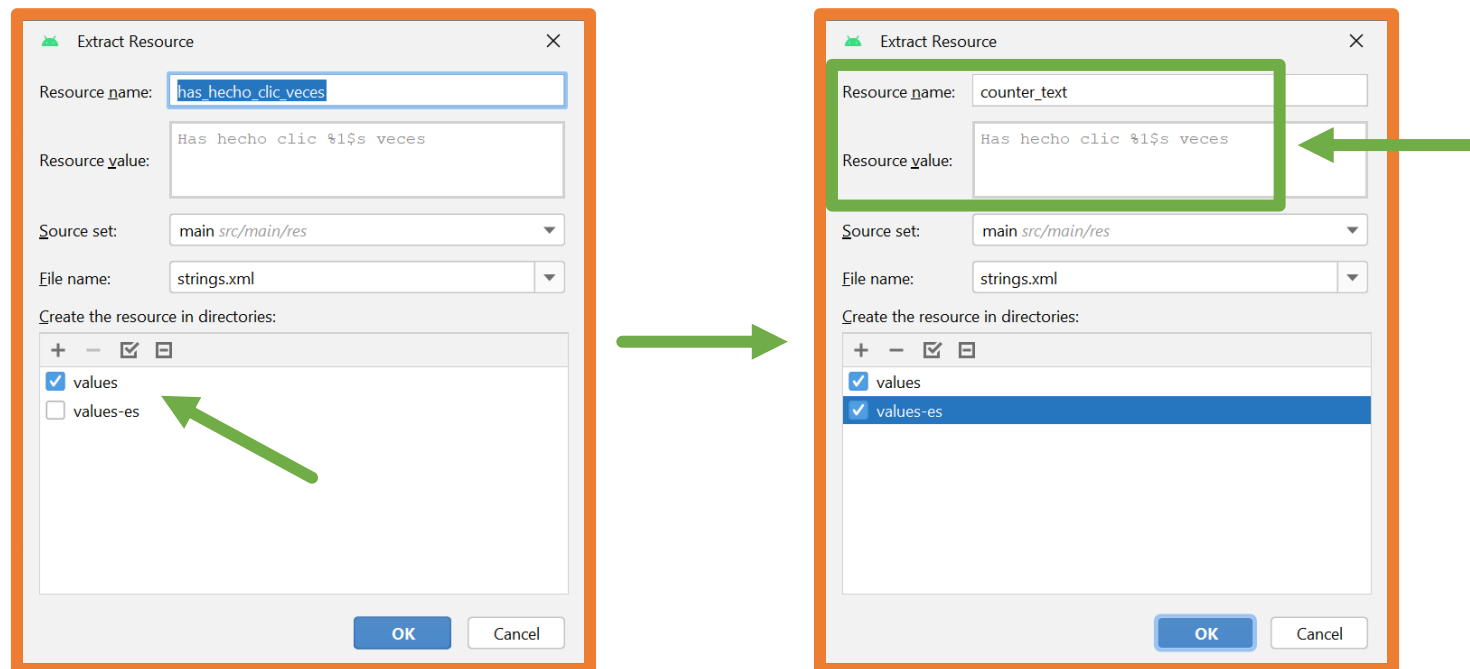 Extract Resource
Resource name: has_hecho_clic_veces
Resource value: Has hecho clic %1$s veces
Source set: main src/main/res
File name: strings.xml
Create the resource in directories:
values
values-es
OK Cancel
Extract Resource
Resource name: counter_text
Resource value: Has hecho clic %1$s veces
Source set: main src/main/res
File name: strings.xml
Create the resource in directories:
values
values-es
OK Cancel